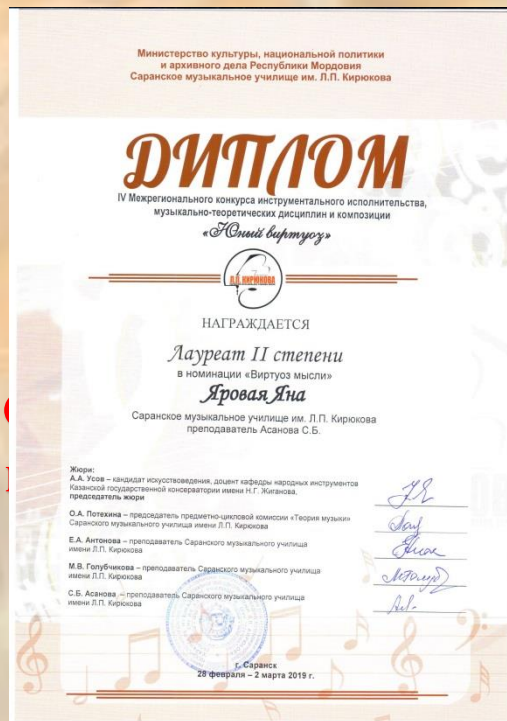 Министерство культуры, национальной политики
и архивного дела Республики Мордовия
Саранское музыкальное училище им. Л.П. Кирюкова
ДИПЛОМ
IV Межрегионального конкурса инструментального исполнительства,
музыкально-теоретических дисциплин и композиции
«Юный виртуоз»
Л.П. КИРЮКОВА
НАГРАЖДАЕТСЯ
Лауреат II степени
в номинации «Виртуоз мысли»
Яровая Яна
Саранское музыкальное училище им. Л.П. Кирюкова
преподаватель Асанова С.Б.
Жюри:
А.А. Усов – кандидат искусствоведения, доцент кафедры народных инструментов
Казанской государственной консерватории имени Н.Г. Жиганова,
председатель жюри
О.А. Потехина – председатель предметно-цикловой комиссии «Теория музыки»
Саранского музыкального училища имени Л.П. Кирюкова
Е.А. Антонова – преподаватель Саранского музыкального училища
имени Л.П. Кирюкова
М.В. Голубчикова – преподаватель Саранского музыкального училища
имени Л.П. Кирюкова
С.Б. Асанова – преподаватель Саранского музыкального училища
имени Л.П. Кирюкова
г. Саранск
28 февраля – 2 марта 2019 г.